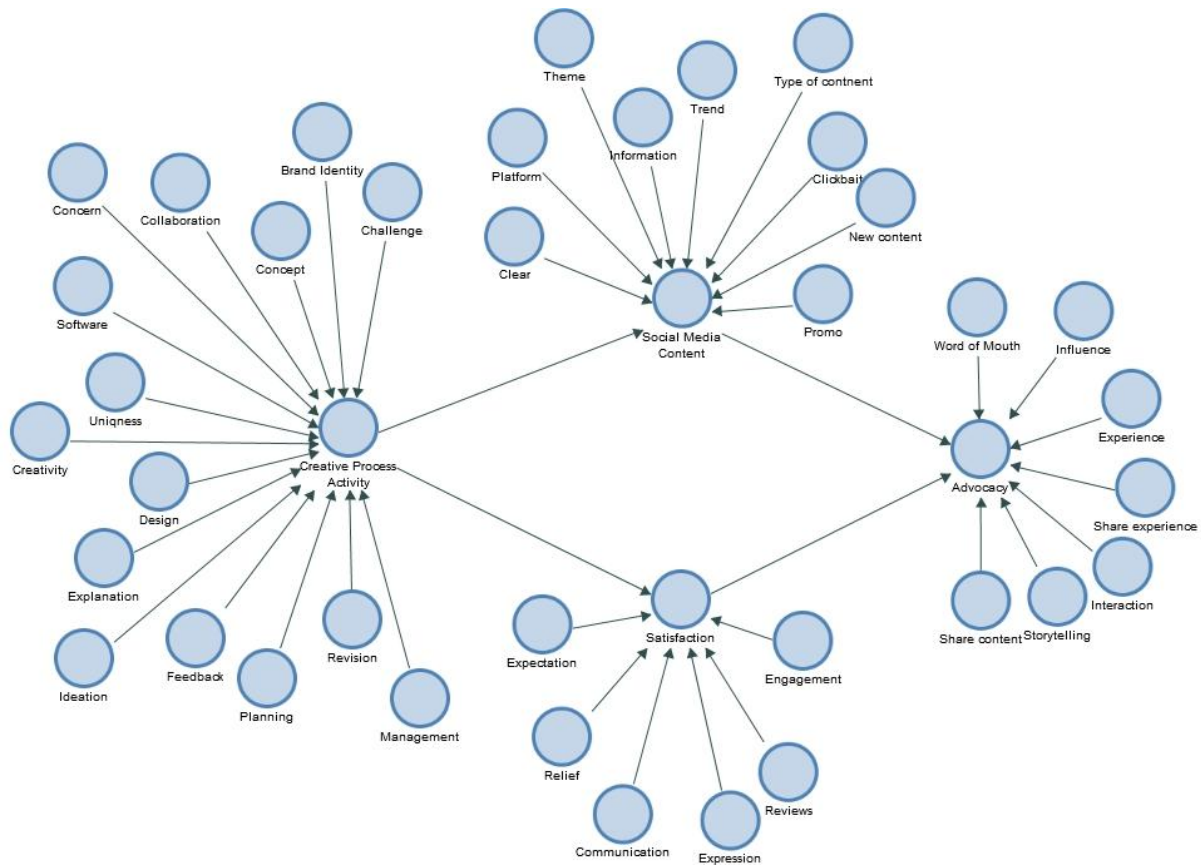 Theme
Trend
Type of contnent
Information
Platform
Clickbait
Brand Identity
Concern
Collaboration
Challenge
New content
Concept
Clear
Software
Promo
Social Media
Content
Word of Mouth
Influence
Uniqness
Experience
Creativity
Creative Process
Activity
Advocacy
Design
Share experience
Explanation
Interaction
Share content
Storytelling
Satisfaction
Expectation
Revision
Feedback
Engagement
Ideation
Planning
Management
Relief
Reviews
Communication
Expression